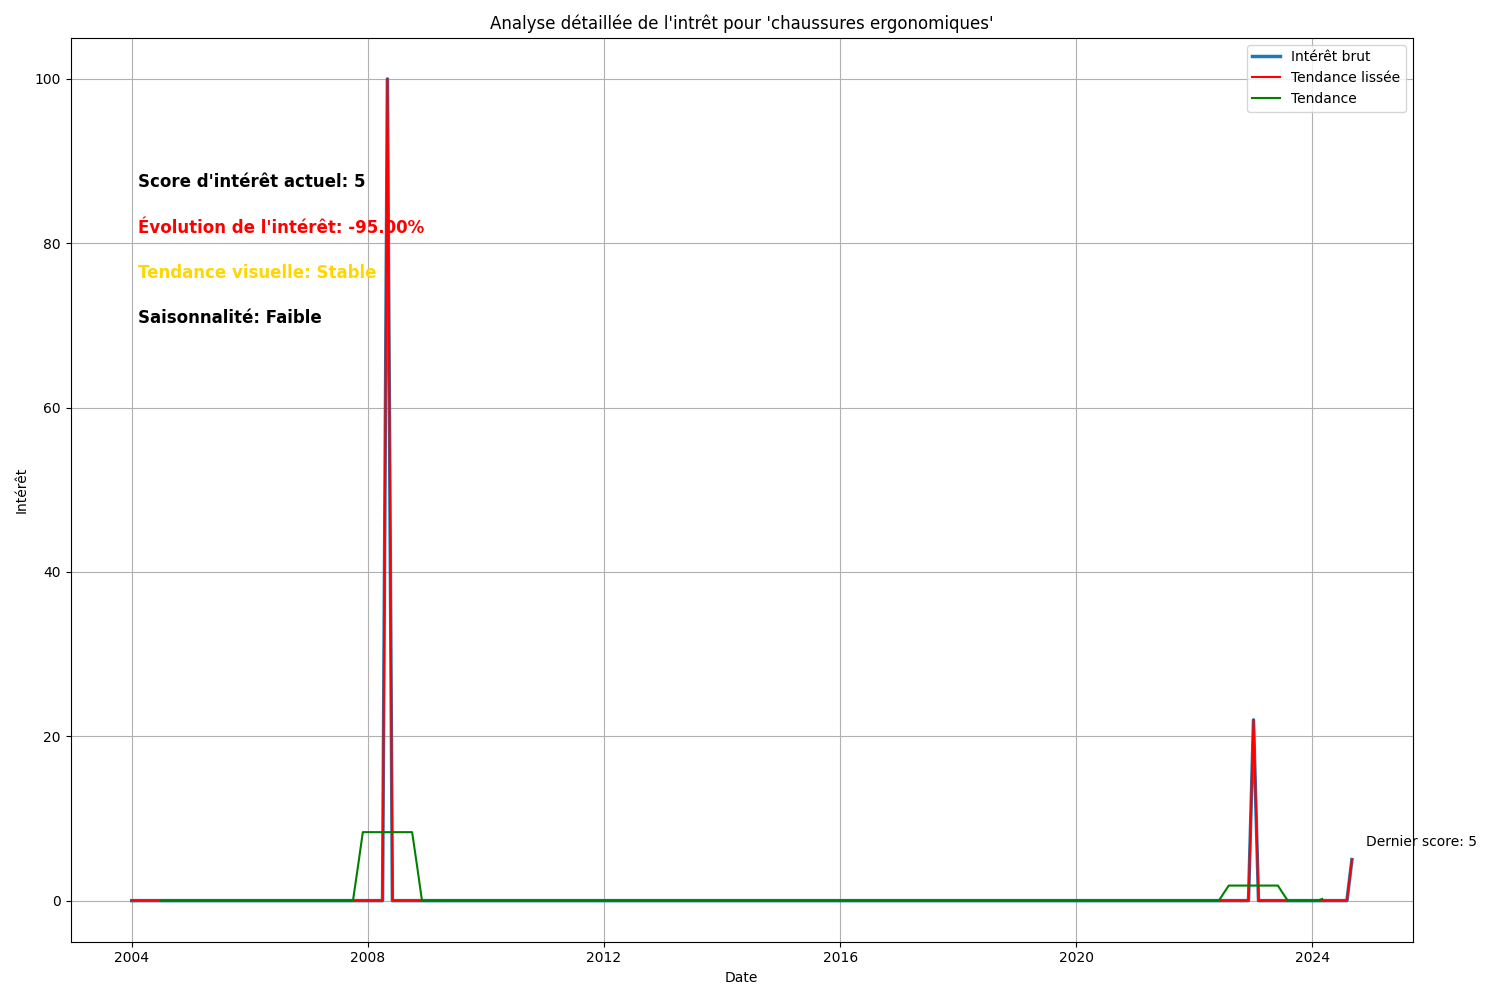 Analyse détaillée de l'intrêt pour 'chaussures ergonomiques'
Intérêt brut
Tendance lissée
Tendance
100
80
60
40
20
0
Intérêt
Score d'intérêt actuel: 5
Évolution de l'intérêt: -95.00%
Tendance visuelle: Stable
Saisonnalité: Faible
Dernier score: 5
2004
2008
2012
2016
2020
2024
Date